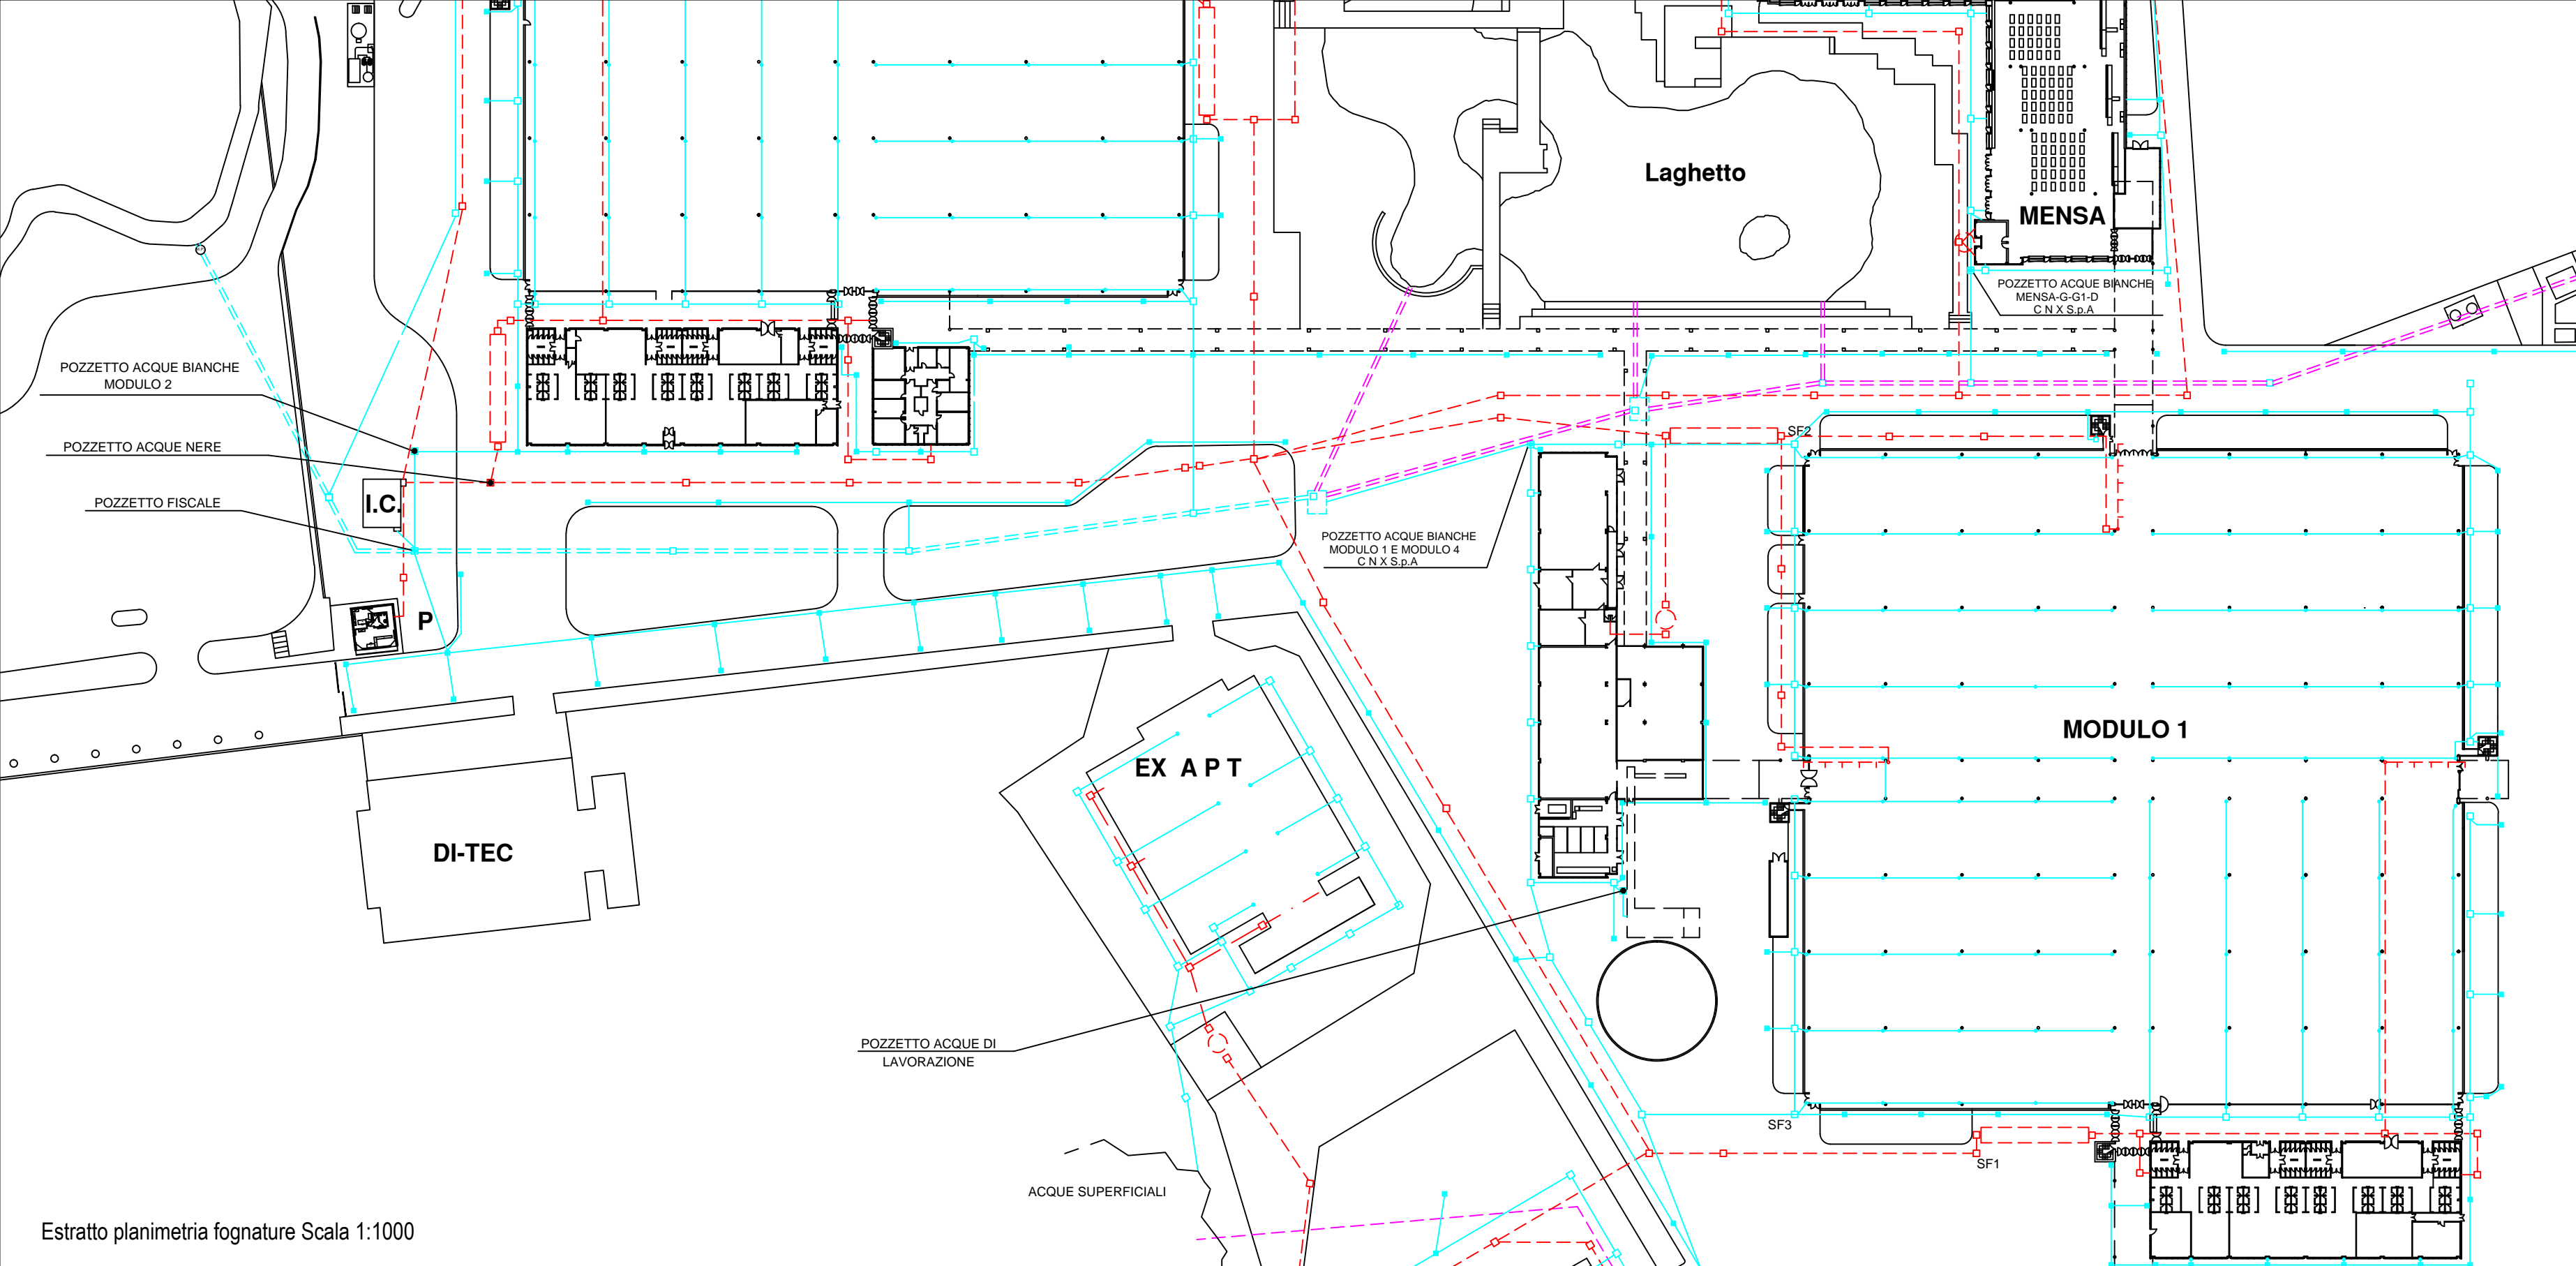 Laghetto
MENSA
POZZETTO ACQUE BIANCHE
MENSA-G-G1-D
C N X S.p.A
POZZETTO ACQUE BIANCHE
MODULO 2
POZZETTO ACQUE NERE
POZZETTO FISCALE
I.C.
P
SF2
POZZETTO ACQUE BIANCHE
MODULO 1 E MODULO 4
C N X S.p.A
MODULO 1
EX A P T
DI-TEC
POZZETTO ACQUE DI
LAVORAZIONE
SF3
SF1
ACQUE SUPERFICIALI
Estratto planimetria fognature Scala 1:1000